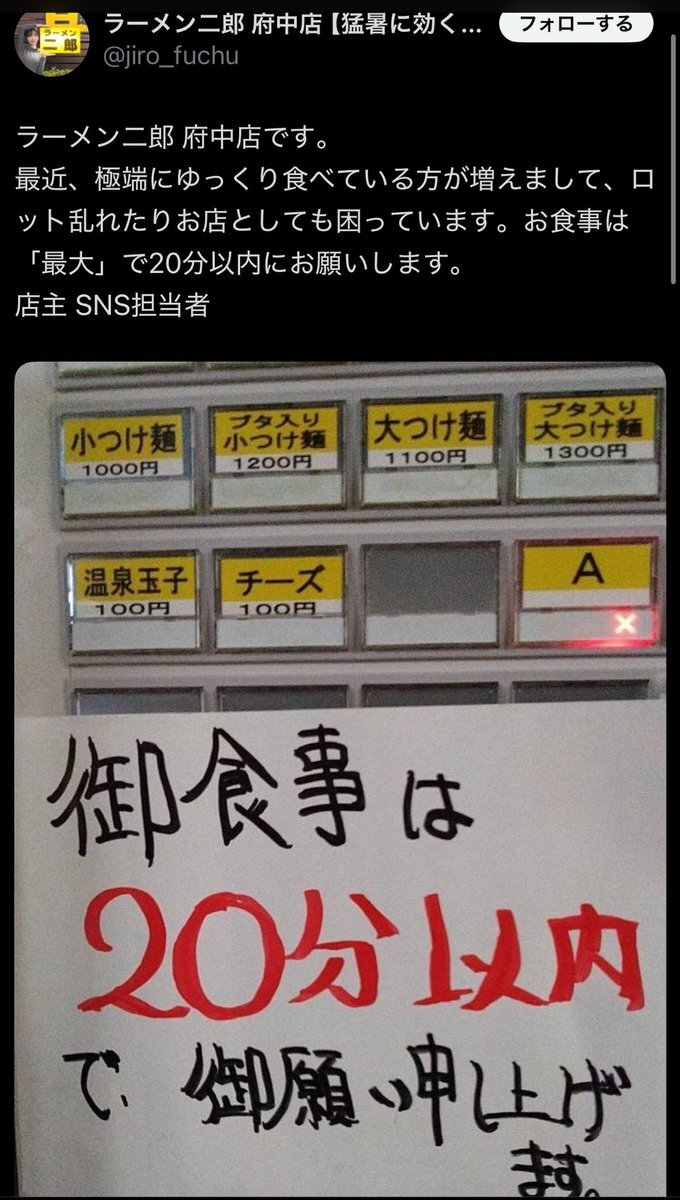 ラーメン二郎 府中店【猛暑に効く...
フォローする
@jiro_fuchu
ラーメン二郎 府中店です。
最近、極端にゆっくり食べている方が増えまして、ロ
ット乱れたりお店としても困っています。お食事は
「最大」で20分以内にお願いします。
店主 SNS担当者
小つけ麺
1000円
ブタ入り
小つけ麺
1200円
大つけ麺
1100円
ブタ入り
大つけ麺
1300円
温泉玉子
100円
チーズ
100円
A
×
御食事は
20分以内
で御願い申し上げ
ます。